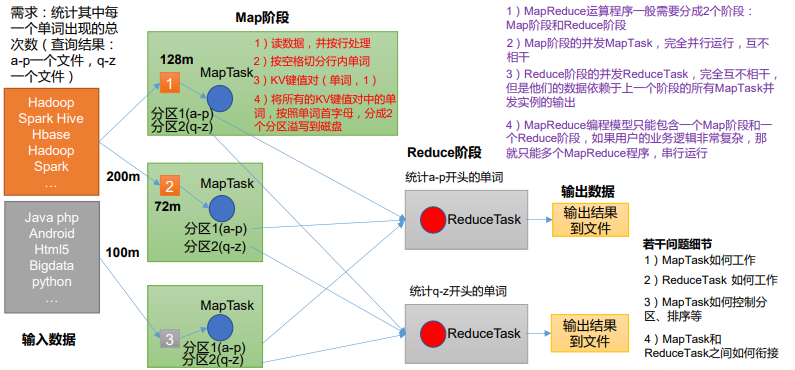 需求：统计其中每
一个单词出现的总
次数（查询结果：
a-p一个文件，q-z
一个文件）
Hadoop
Spark Hive
Hbase
Hadoop
Spark
…
200m
Java php
Android
Html5
Bigdata
python
…
100m
输入数据
Map阶段
128m
1
MapTask
分区1(a-p)
分区2(q-z)
1）读数据，并按行处理
2）按空格切分行内单词
3）KV键值对（单词，1）
4）将所有的KV键值对中的单
词，按照单词首字母，分成2
个分区溢写到磁盘
2
72m
MapTask
分区1(a-p)
分区2(q-z)
3
MapTask
分区1(a-p)
分区2(q-z)
Reduce阶段
统计a-p开头的单词
ReduceTask
统计q-z开头的单词
ReduceTask
输出数据
输出结果
到文件
输出结果
到文件
1）MapReduce运算程序一般需要分成2个阶段：
Map阶段和Reduce阶段
2）Map阶段的并发MapTask，完全并行运行，互不
相干
3）Reduce阶段的并发ReduceTask，完全互不相干，
但是他们的数据依赖于上一个阶段的所有MapTask并
发实例的输出
4）MapReduce编程模型只能包含一个Map阶段和一
个Reduce阶段，如果用户的业务逻辑非常复杂，那
就只能多个MapReduce程序，串行运行
若干问题细节
1）MapTask如何工作
2）ReduceTask 如何工作
3）MapTask如何控制分
区、排序等
4）MapTask和
ReduceTask之间如何衔接